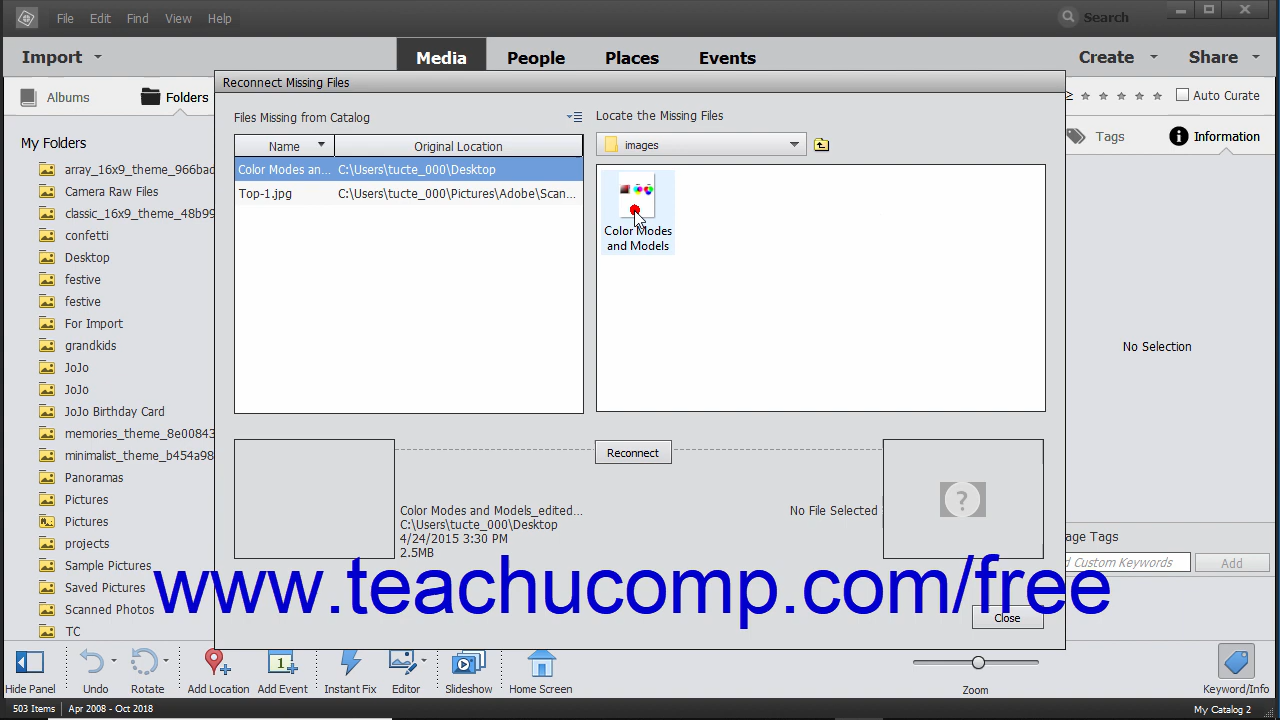 File Edit Find View Help
Search
Import
Media People Places Events
Create Share
Albums Folders
≥ Auto Curate
Tags Information
My Folders
array_16x9_theme_966bad
Camera Raw Files
classic_16x9_theme_48b99
confetti
Desktop
festive
festive
For Import
grandkids
JoJo
JoJo
JoJo Birthday Card
memories_theme_8e00843
minimalist_theme_b454a98
Panoramas
Pictures
Pictures
projects
Sample Pictures
Saved Pictures
Scanned Photos
TC
Reconnect Missing Files
Files Missing from Catalog
Name Original Location
Color Modes an... C:\Users\tucte_000\Desktop
Top-1.jpg C:\Users\tucte_000\Pictures\Adobe\Scan...
Locate the Missing Files
images
Color Modes
and Models
Reconnect
Color Modes and Models_edited...
C:\Users\tucte_000\Desktop
4/24/2015 3:30 PM
2.5MB
No File Selected
?
Close
No Selection
age Tags
d Custom Keywords
Add
www.teachucomp.com/free
Hide Panel Undo Rotate Add Location 1 Add Event Instant Fix Editor Slideshow Home Screen Zoom Keyword/Info
503 Items Apr 2008 - Oct 2018 My Catalog 2